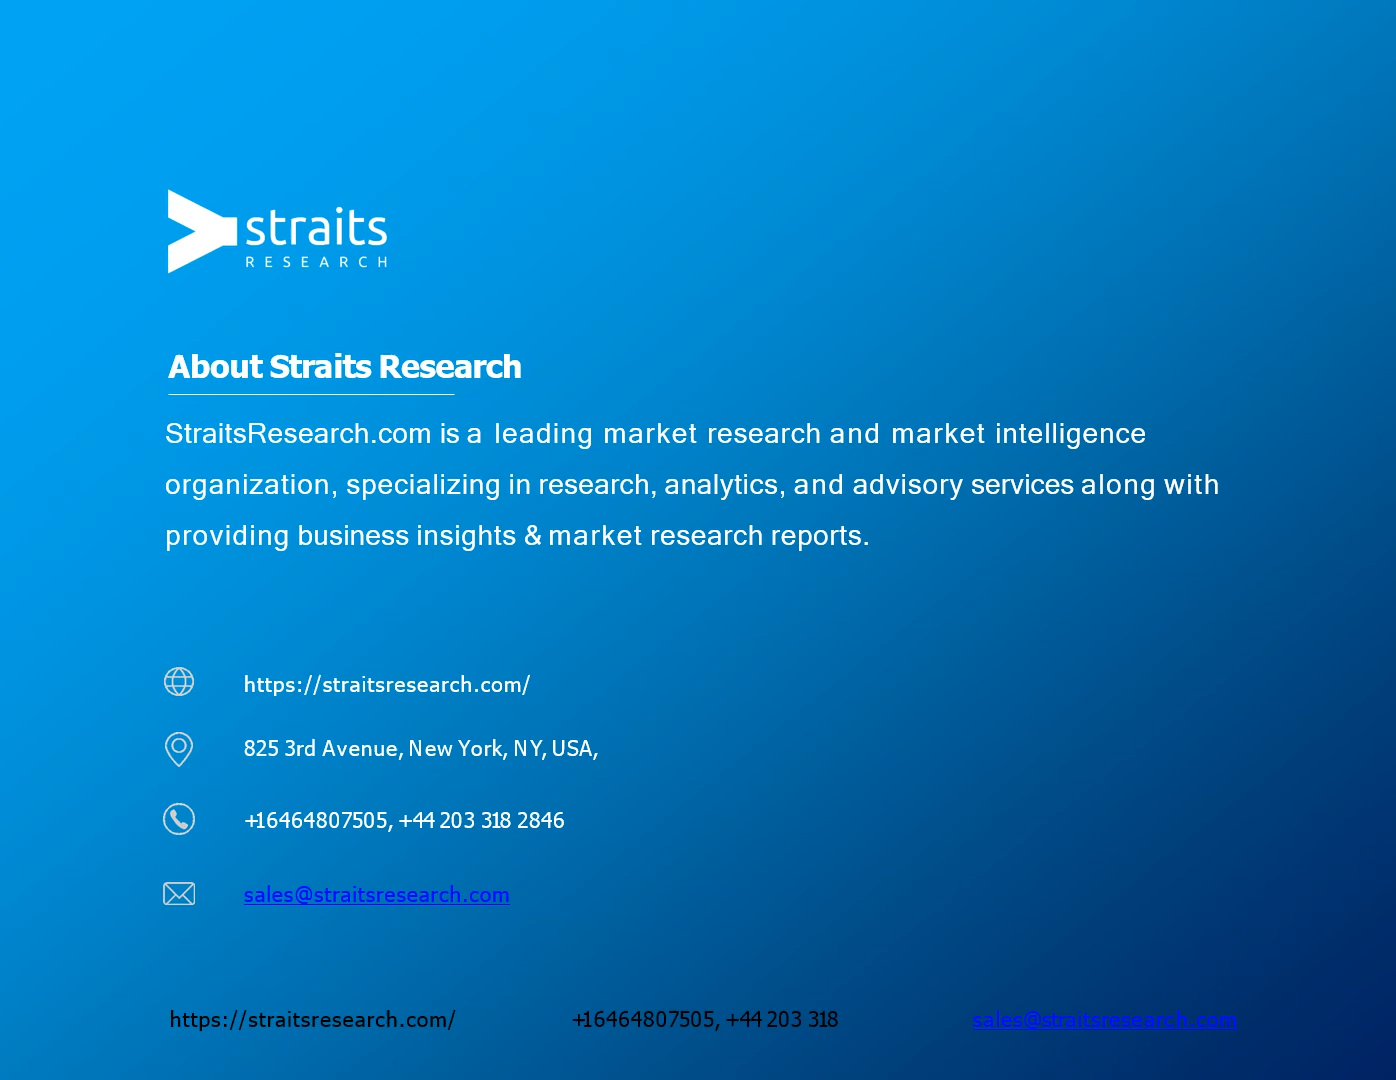 straits
RESEARCH
About Straits Research
StraitsResearch.com is a leading market research and market intelligence
organization, specializing in research, analytics, and advisory services along with
providing business insights & market research reports.
https://straitsresearch.com/
825 3rd Avenue, New York, NY, USA,
+16464807505, +44 203 318 2846
sales@straitsresearch.com
https://straitsresearch.com/ +16464807505, +44 203 318 sales@straitsresearch.com